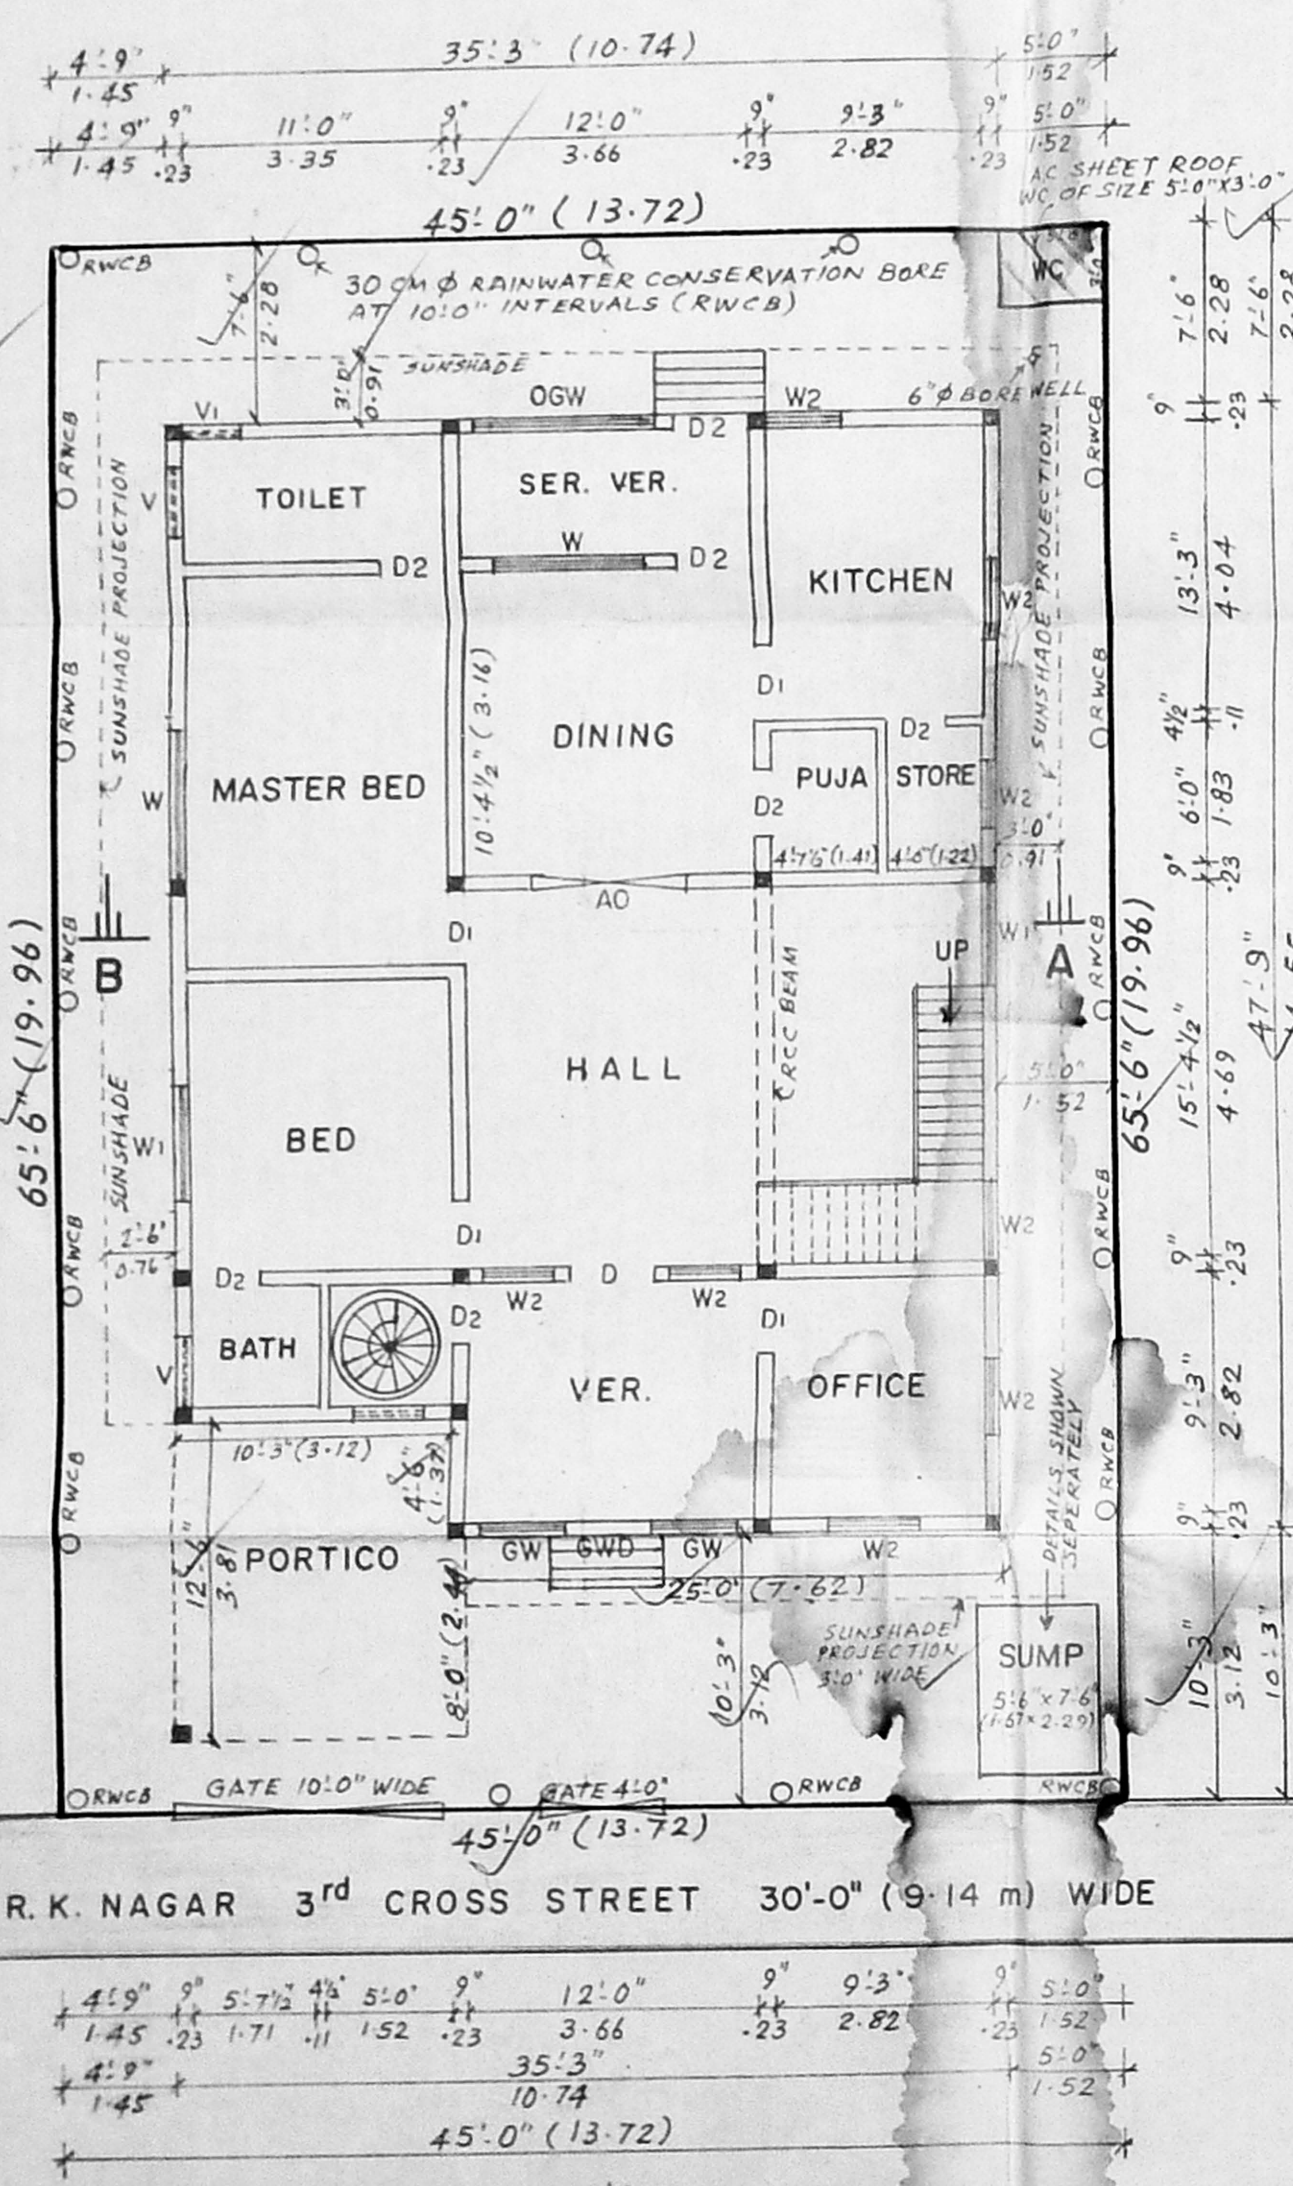 4'-9" 35'-3" (10.74) 5'-0"
1.45 1.52
4'-9" 9" 11'-0" 9" 12'-0" 9" 9'-3" 9" 5'-0"
1.45 .23 3.35 .23 3.66 .23 2.82 .23 1.52
A.C SHEET ROOF
WC OF SIZE 5'-0"X3'-0"
45'-0" (13.72)
RWCB
WC
3'-0"
30 CM Φ RAINWATER CONSERVATION BORE
AT 10'-0" INTERVALS (RWCB)
7'-6"
2.28
3'-0"
0.91
SUNSHADE
6"Φ BOREWELL
V1
OGW
D2
W2
RWCB
RWCB
V
TOILET
SER. VER.
W
D2
D2
KITCHEN
W2
SUNSHADE PROJECTION
SUNSHADE PROJECTION
RWCB
RWCB
10'-4½" (3.16)
D1
DINING
D2
W
MASTER BED
PUJA
STORE
W2
D2
3'-0"
0.91
4'-7'6" (1.41)
4'-0" (1.22)
AO
D1
UP
W1
RWCB
RWCB
B
A
RCC BEAM
65'-6" (19.96)
65'-6" (19.96)
HALL
5'-0"
1.52
SUNSHADE
W1
BED
RWCB
RWCB
2'-6"
0.76
D1
W2
D2
D
W2
W2
D2
D1
BATH
V
VER.
OFFICE
W2
10'-3" (3.12)
4'-6"
(1.37)
DETAILS SHOWN
SEPERATELY
RWCB
RWCB
12'-6"
3.81
PORTICO
GW
GWD
GW
W2
25'-0" (7.62)
8'-0" (2.44)
10'-3"
3.12
SUNSHADE
PROJECTION
3'-0" WIDE
SUMP
5'-6" x 7'-6"
(1.67 x 2.29)
RWCB
GATE 10'-0" WIDE
GATE 4'-0"
RWCB
RWCB
45'-0" (13.72)
7'-6"
2.28
9"
.23
13'-3"
4.04
4½"
.11
6'-0"
1.83
9"
.23
15'-4½"
4.69
9"
.23
9'-3"
2.82
9"
.23
10'-3"
3.12
7'-6"
2.28
47'-9"
10'-3"
R.K. NAGAR 3rd CROSS STREET 30'-0" (9.14 m) WIDE
4'-9" 9" 5'-7½" 4½" 5'-0" 9" 12'-0" 9" 9'-3" 9" 5'-0"
1.45 .23 1.71 .11 1.52 .23 3.66 .23 2.82 .23 1.52
4'-9" 35'-3" 5'-0"
1.45 10.74 1.52
45'-0" (13.72)